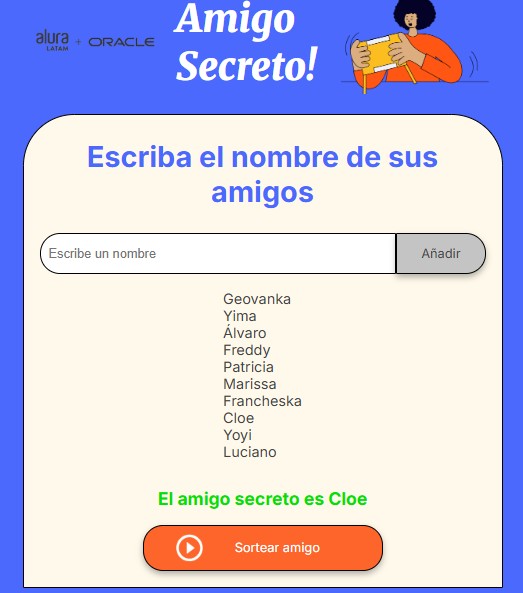 Amigo
Secreto!
alura + ORACLE
LATAM
Escriba el nombre de sus
amigos
Escribe un nombre
Añadir
Geovanka
Yima
Álvaro
Freddy
Patricia
Marissa
Francheska
Cloe
Yoyi
Luciano
El amigo secreto es Cloe
Sortear amigo